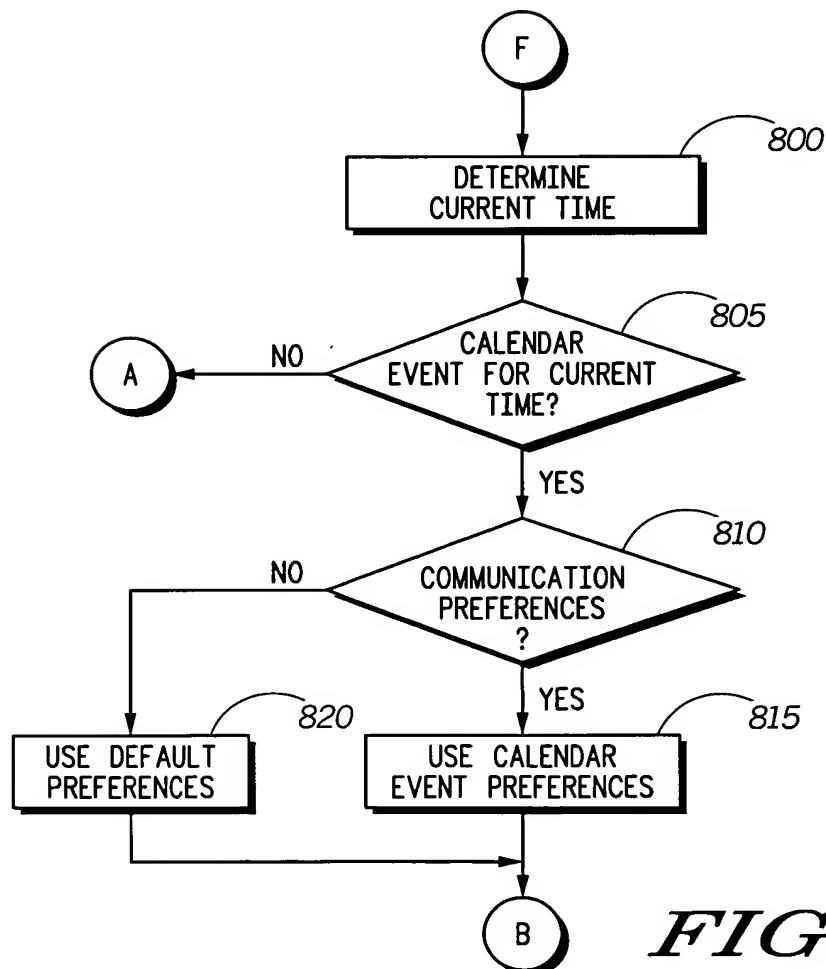 F
800
DETERMINE
CURRENT TIME
805
CALENDAR
EVENT FOR CURRENT
TIME?
NO
A
YES
810
COMMUNICATION
PREFERENCES
?
NO
YES
820
815
USE DEFAULT
PREFERENCES
USE CALENDAR
EVENT PREFERENCES
B
FIG